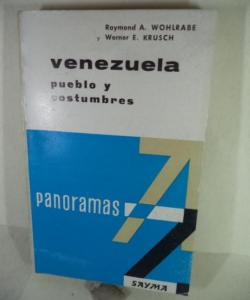 Raymond A. WOHLRABE
y Werner E. KRUSCH
venezuela
pueblo y
costumbres
panoramas
SAYMA